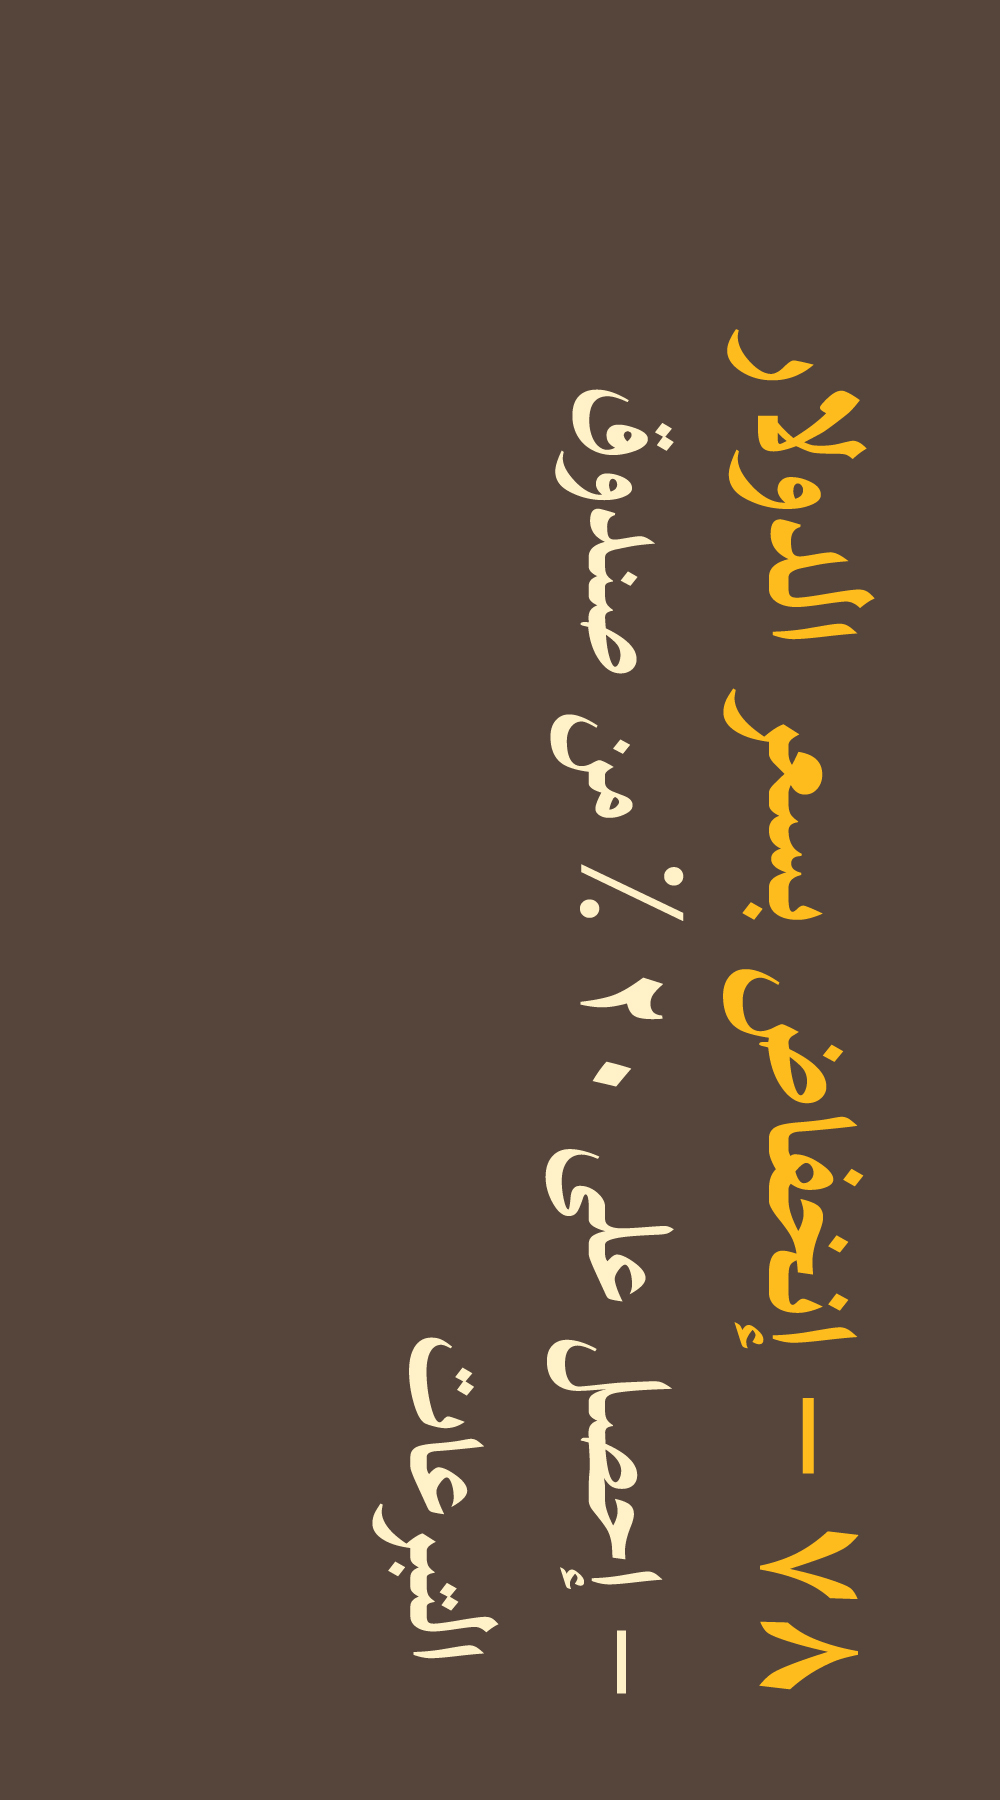 ٧٨ – إنخفاض بسعر الدولار
– إحصل على ٢٠٪ من صندوق
التبرعات